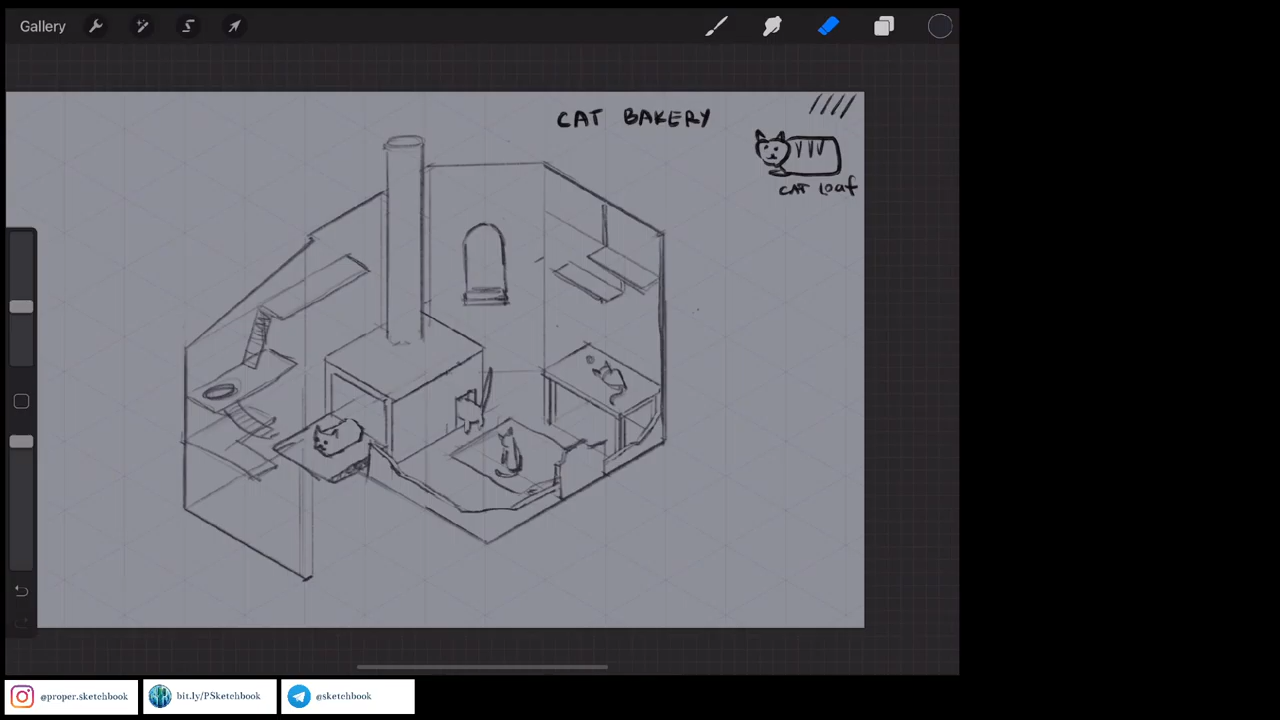 Gallery
CAT BAKERY
CAT Loaf
@proper.sketchbook
bit.ly/PSketchbook
@sketchbook